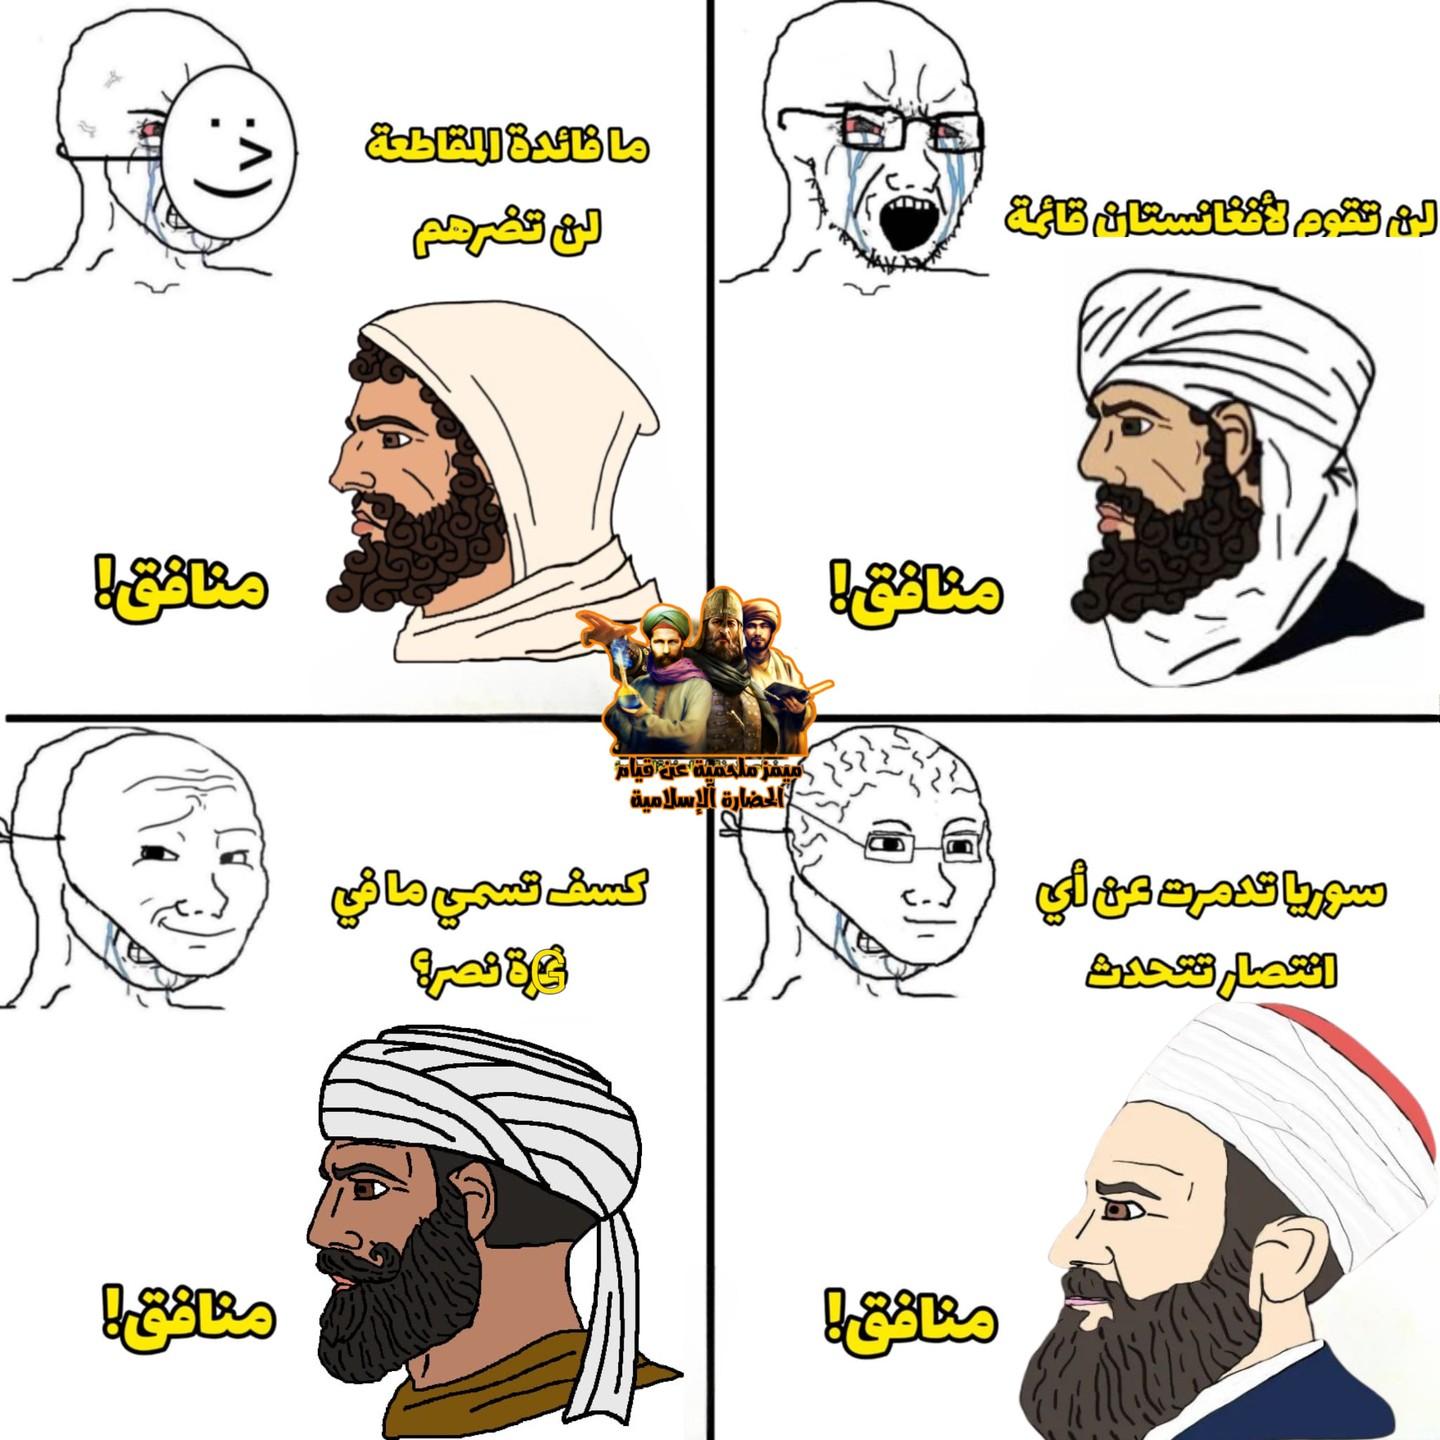 ما فائدة المقاطعة
لن تضرهم
منافق!
لن تقوم لأفغانستان قائمة
منافق!
ميمز ملحمية عن قيام
الحضارة الإسلامية
كسف تسمي ما في
غزة نصر؟
منافق!
سوريا تدمرت عن أي
انتصار تتحدث
منافق!